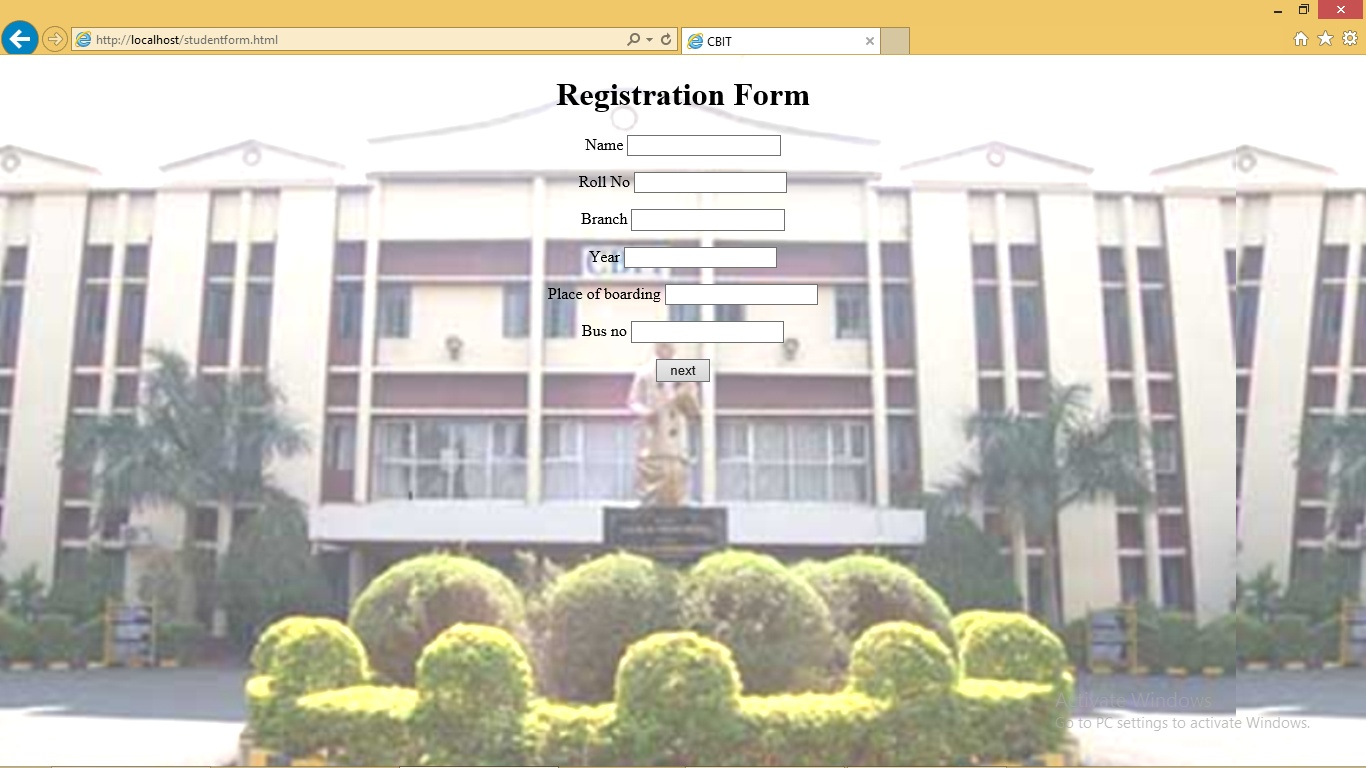 http://localhost/studentform.html
CBIT
Registration Form
Name
Roll No
Branch
Year
CBIT
Place of boarding
Bus no
next
Activate Windows
Go to PC settings to activate Windows.